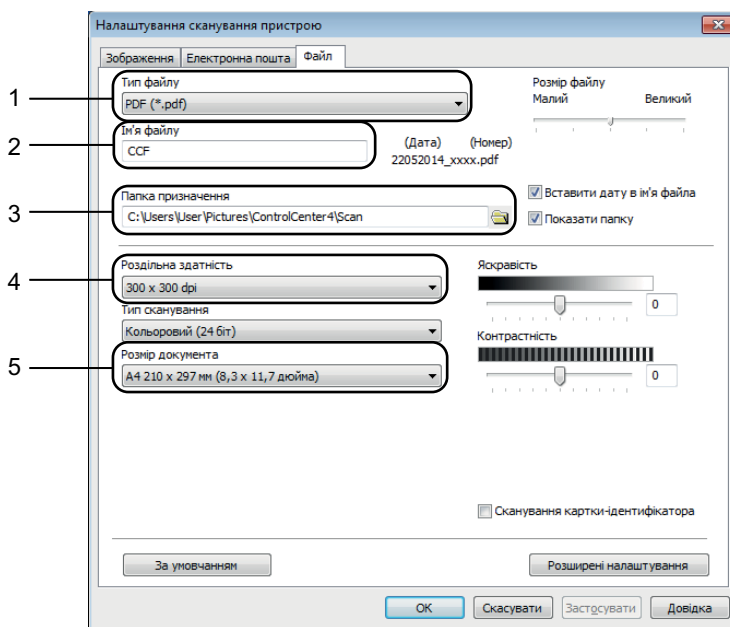 Налаштування сканування пристрою
Зображення Електронна пошта Файл
1
Тип файлу
PDF (*.pdf)
Розмір файлу
Малий Великий
2
Ім'я файлу
CCF
(Дата) (Номер)
22052014_xxxx.pdf
3
Папка призначення
C:\Users\User\Pictures\ControlCenter4\Scan
Вставити дату в ім'я файла
Показати папку
4
Роздільна здатність
300 x 300 dpi
Тип сканування
Кольоровий (24 біт)
5
Розмір документа
A4 210 x 297 мм (8,3 x 11,7 дюйма)
Яскравість
0
Контрастність
0
Сканування картки-ідентифікатора
За умовчанням Розширені налаштування
OK Скасувати Застосувати Довідка